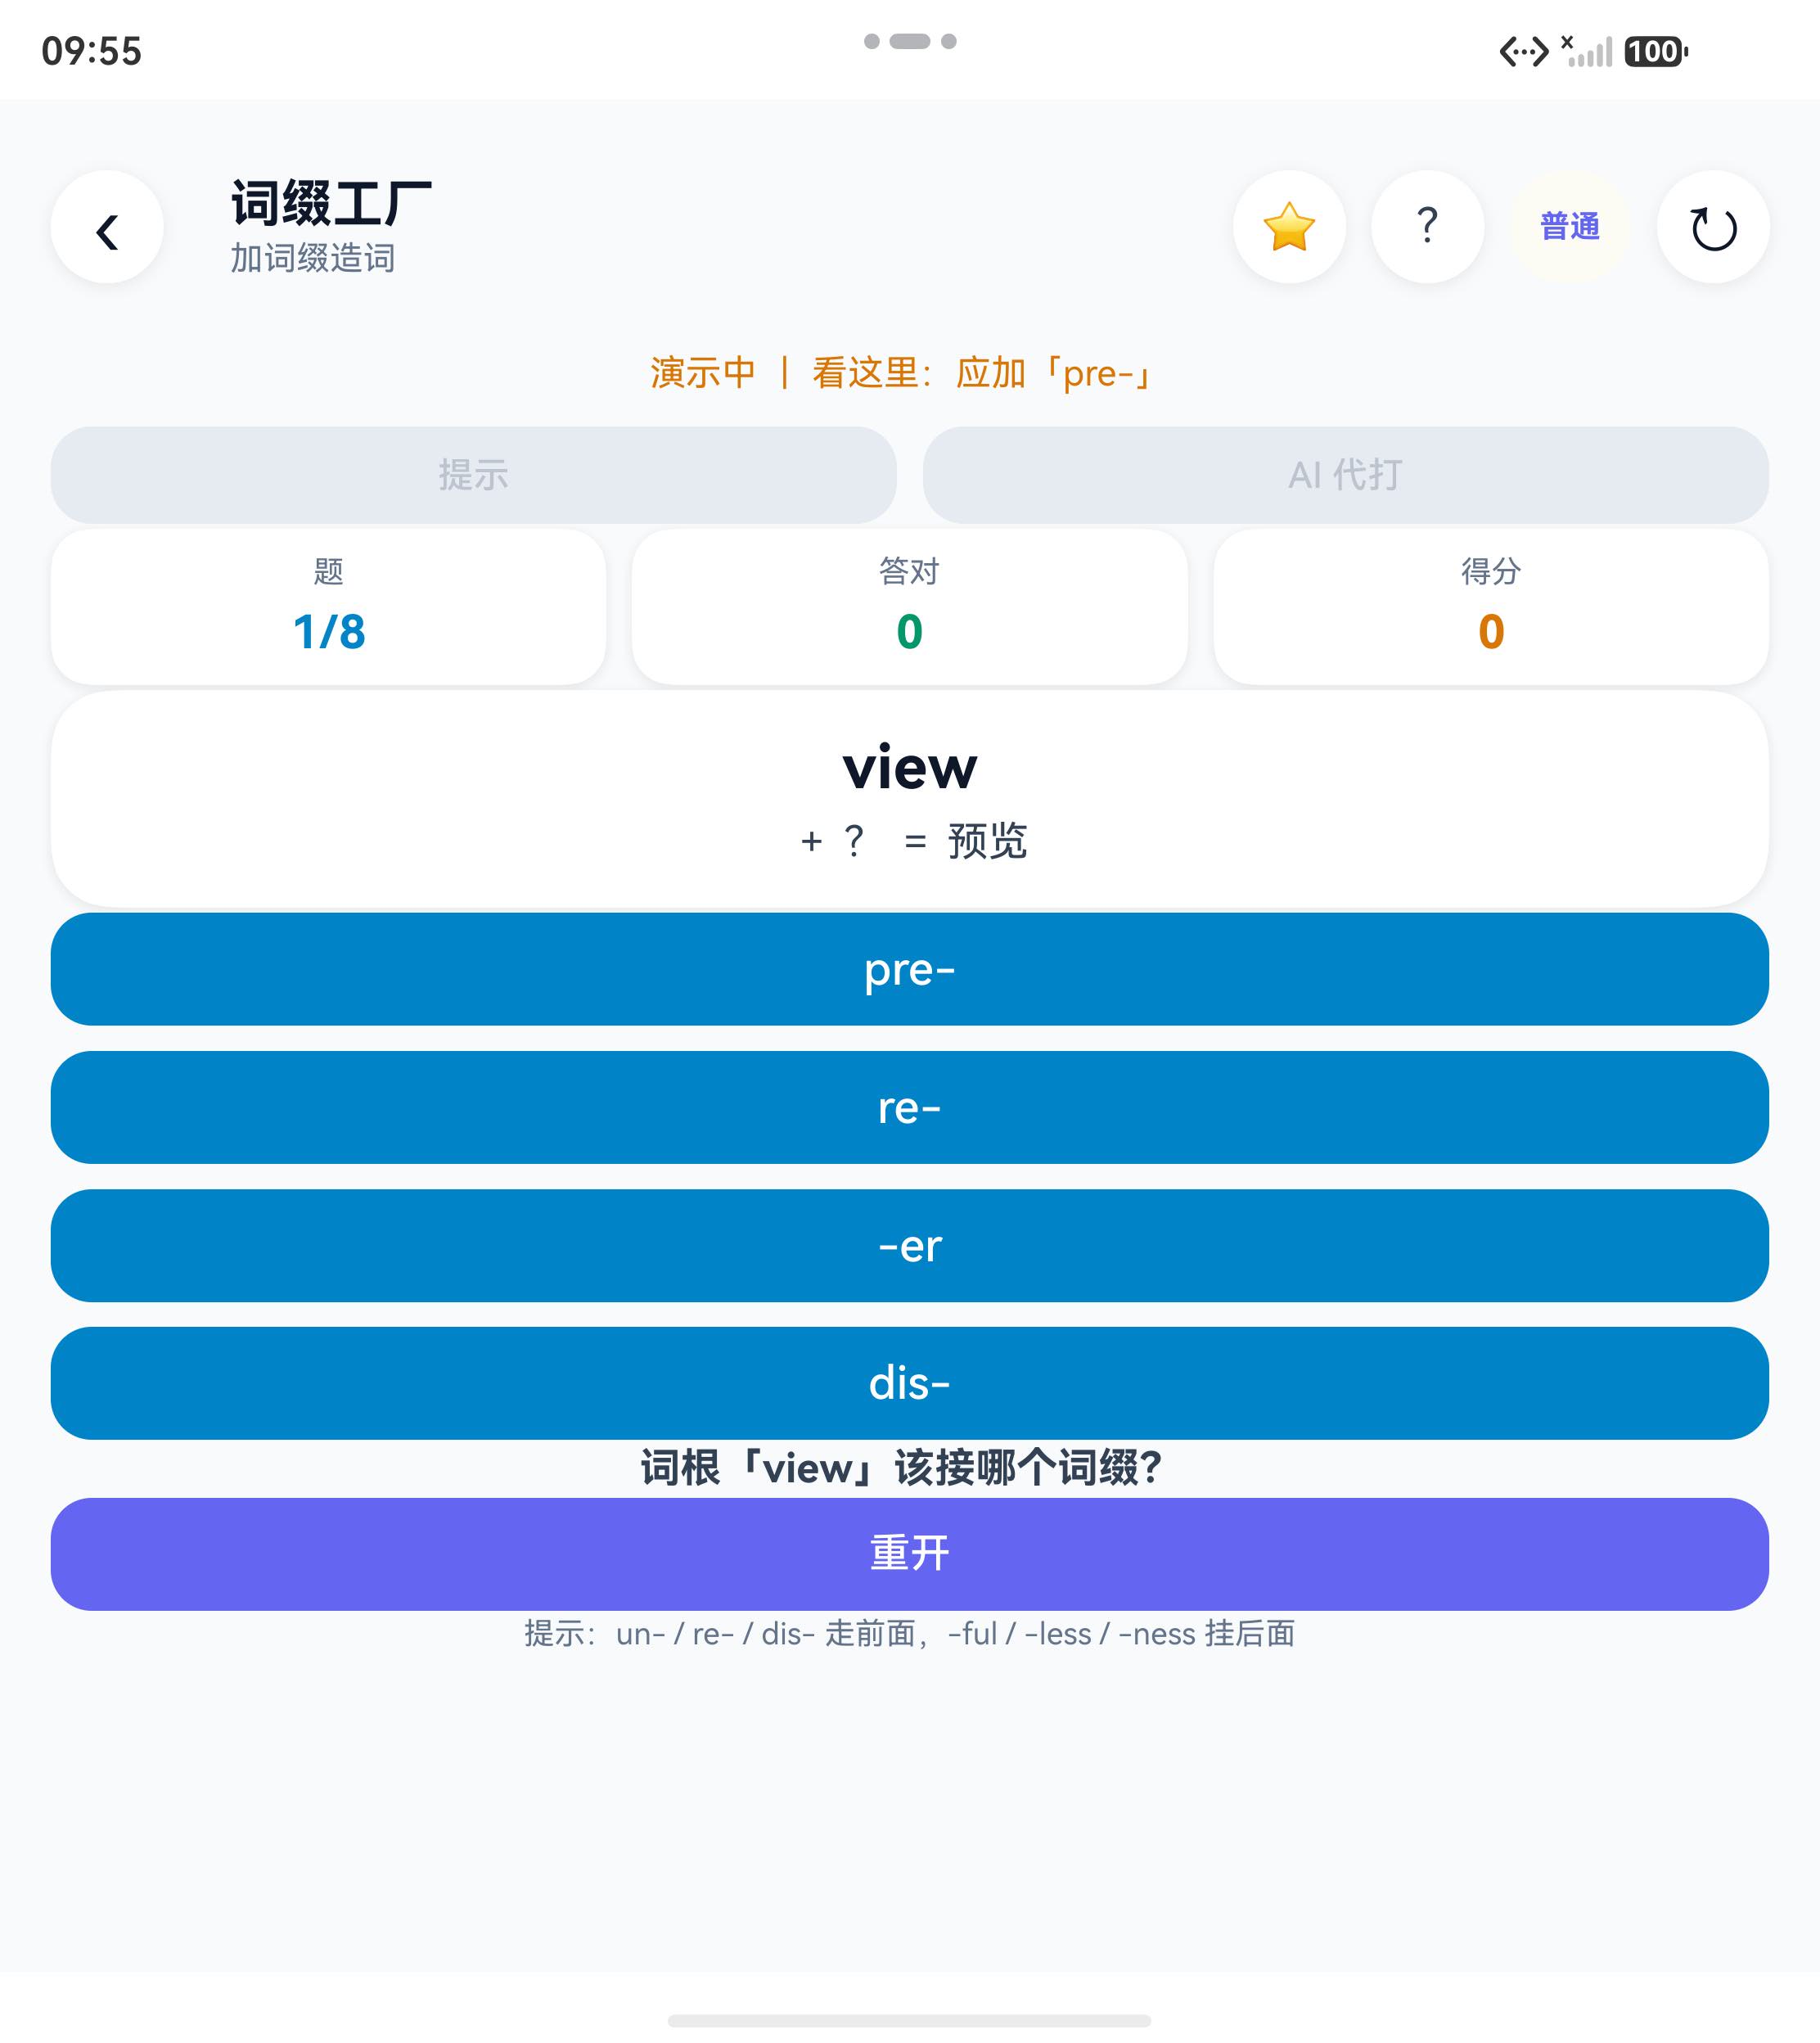 09:55
100
词缀工厂
加词缀造词
?
普通
演示中 | 看这里：应加「pre-」
提示
AI 代打
题
1/8
答对
0
得分
0
view
+ ？ = 预览
pre-
re-
-er
dis-
词根「view」该接哪个词缀？
重开
提示：un- / re- / dis- 走前面，-ful / -less / -ness 挂后面